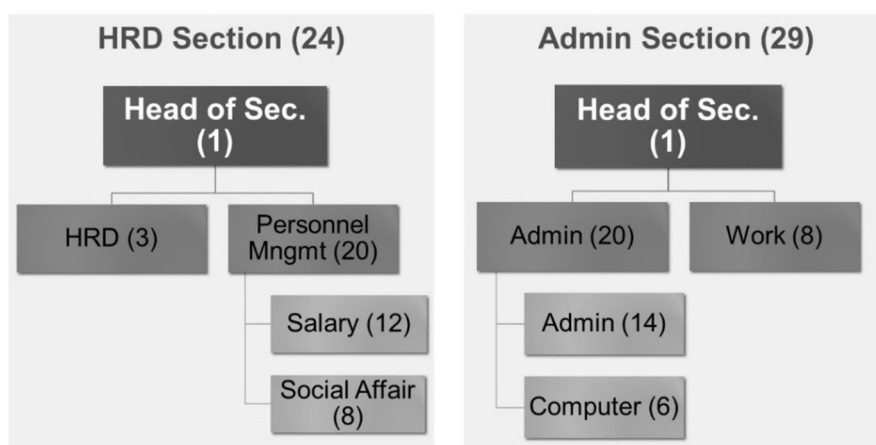 HRD Section (24)
Head of Sec.
(1)
HRD (3)
Personnel
Mngmt (20)
Salary (12)
Social Affair
(8)
Admin Section (29)
Head of Sec.
(1)
Admin (20)
Work (8)
Admin (14)
Computer (6)